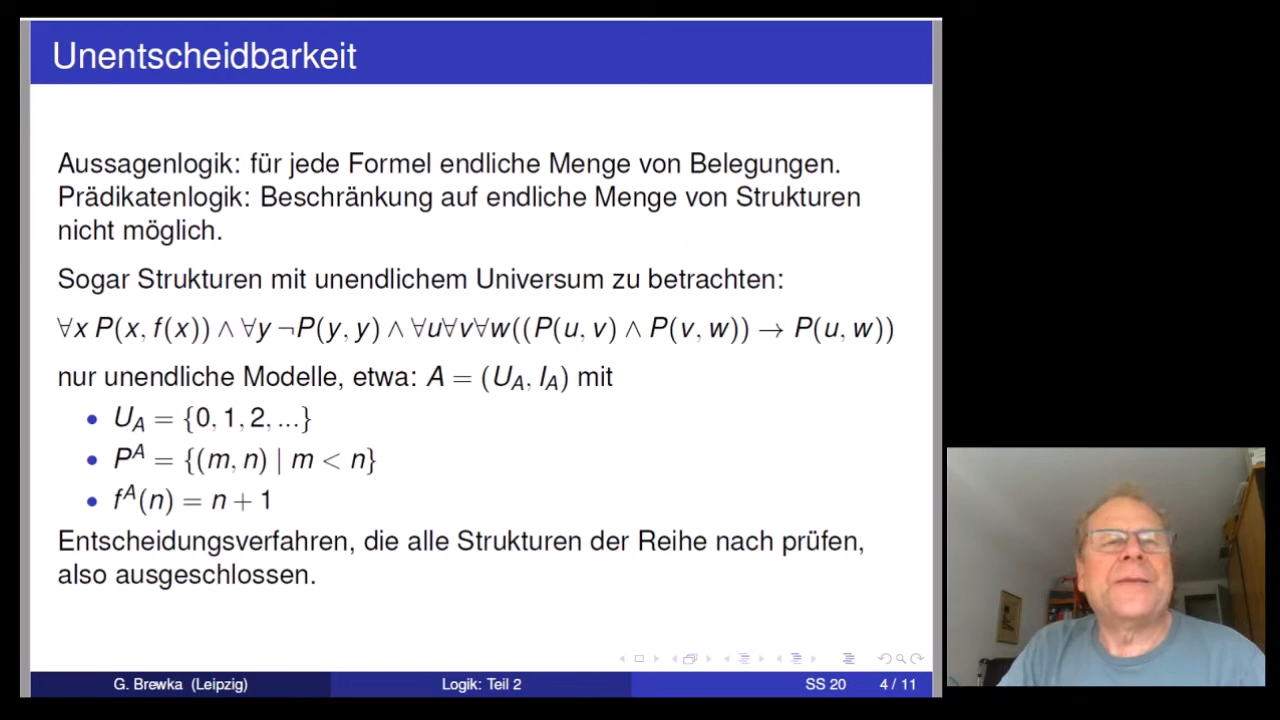 Unentscheidbarkeit
Aussagenlogik: für jede Formel endliche Menge von Belegungen.
Prädikatenlogik: Beschränkung auf endliche Menge von Strukturen
nicht möglich.
Sogar Strukturen mit unendlichem Universum zu betrachten:
∀x P(x, f(x)) ∧ ∀y ¬P(y, y) ∧ ∀u∀v∀w((P(u, v) ∧ P(v, w)) → P(u, w))
nur unendliche Modelle, etwa: A = (U_A, I_A) mit
• U_A = {0, 1, 2, ...}
• P^A = {(m, n) | m < n}
• f^A(n) = n + 1
Entscheidungsverfahren, die alle Strukturen der Reihe nach prüfen,
also ausgeschlossen.
G. Brewka (Leipzig) Logik: Teil 2 SS 20 4 / 11